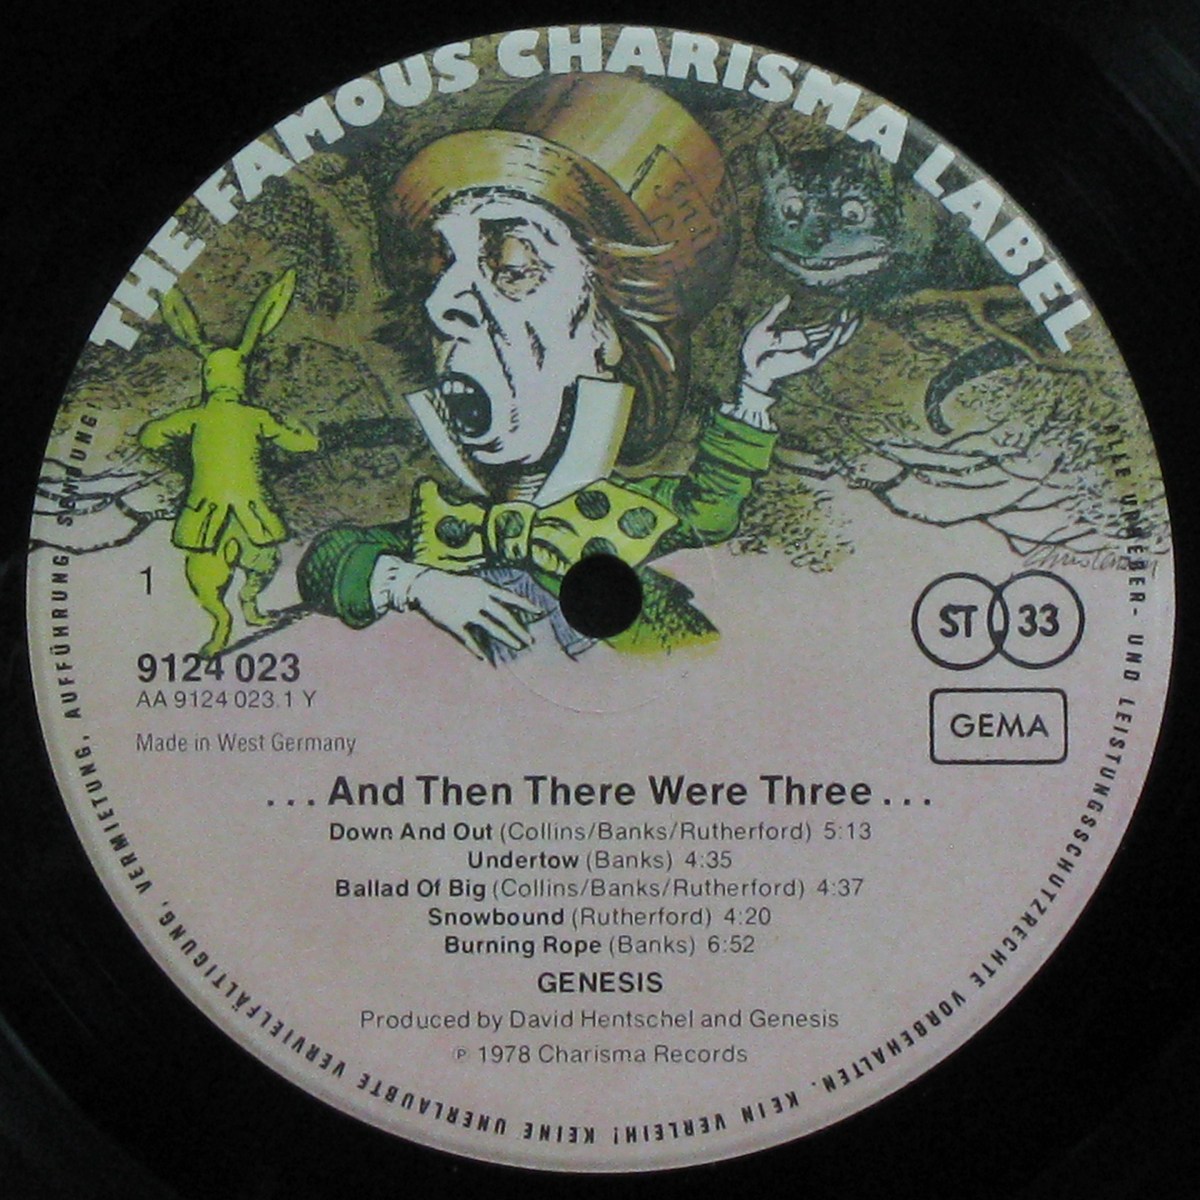 THE FAMOUS CHARISMA LABEL
Christensen
1
ST 33
9124 023
AA 9124 023.1 Y
GEMA
Made in West Germany
...And Then There Were Three...
Down And Out (Collins/Banks/Rutherford) 5:13
Undertow (Banks) 4:35
Ballad Of Big (Collins/Banks/Rutherford) 4:37
Snowbound (Rutherford) 4:20
Burning Rope (Banks) 6:52
GENESIS
Produced by David Hentschel and Genesis
℗ 1978 Charisma Records
ALLE URHEBER- UND LEISTUNGSSCHUTZRECHTE VORBEHALTEN. KEIN VERLEIH! KEINE UNERLAUBTE VERVIELFÄLTIGUNG, VERMIETUNG, AUFFÜHRUNG, SENDUNG